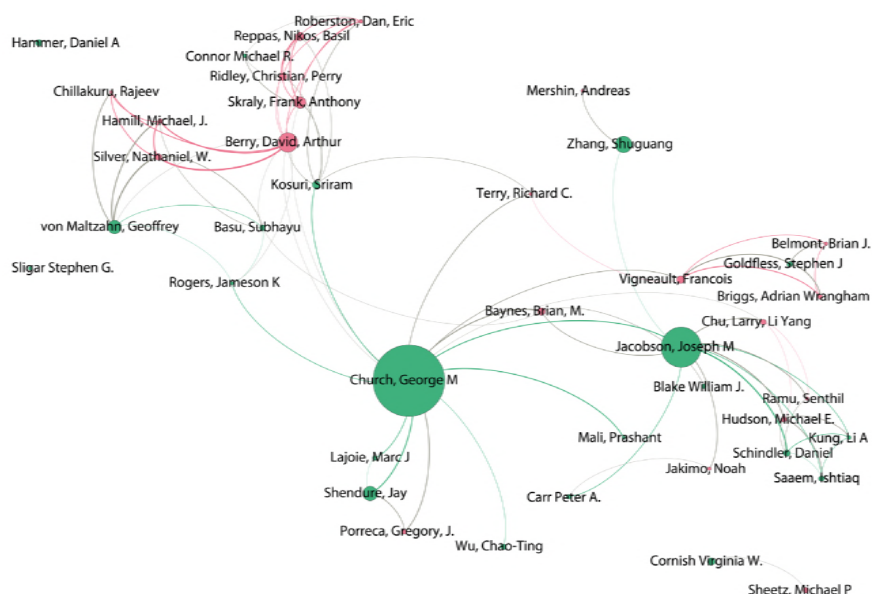 Roberston, Dan, Eric
Reppas, Nikos, Basil
Hammer, Daniel A
Connor Michael R.
Ridley, Christian, Perry
Chillakuru, Rajeev
Mershin, Andreas
Skraly, Frank, Anthony
Hamill, Michael, J.
Berry, David, Arthur
Zhang, Shuguang
Silver, Nathaniel, W.
Kosuri, Sriram
Terry, Richard C.
von Maltzahn, Geoffrey
Basu, Subhayu
Belmont, Brian J.
Goldfless, Stephen J
Sligar Stephen G.
Vigneault, Francois
Rogers, Jameson K
Briggs, Adrian Wrangham
Baynes, Brian, M.
Chu, Larry, Li Yang
Jacobson, Joseph M
Church, George M
Blake William J.
Ramu, Senthil
Hudson, Michael E.
Mali, Prashant
Kung, Li A
Schindler, Daniel
Lajoie, Marc J
Jakimo, Noah
Saaem, Ishtiaq
Shendure, Jay
Carr Peter A.
Porreca, Gregory, J.
Wu, Chao-Ting
Cornish Virginia W.
Sheetz, Michael P